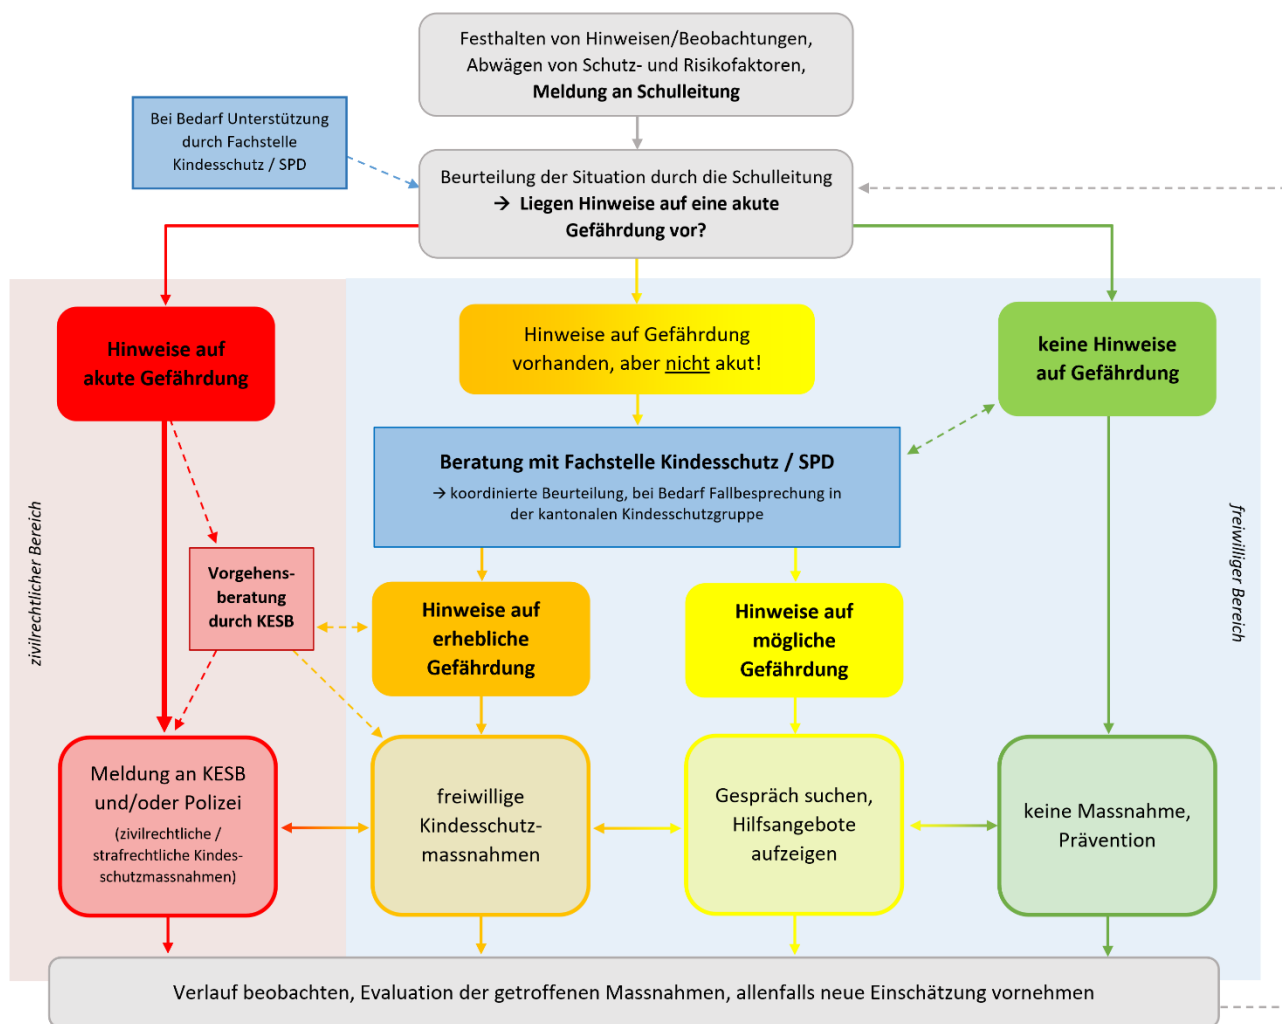 Festhalten von Hinweisen/Beobachtungen,
Abwägen von Schutz- und Risikofaktoren,
Meldung an Schulleitung
Bei Bedarf Unterstützung
durch Fachstelle
Kindesschutz / SPD
Beurteilung der Situation durch die Schulleitung
→ Liegen Hinweise auf eine akute
Gefährdung vor?
Hinweise auf
akute Gefährdung
Hinweise auf Gefährdung
vorhanden, aber nicht akut!
keine Hinweise
auf Gefährdung
Beratung mit Fachstelle Kindesschutz / SPD
→ koordinierte Beurteilung, bei Bedarf Fallbesprechung in
der kantonalen Kindesschutzgruppe
zivilrechtlicher Bereich
freiwilliger Bereich
Vorgehens-
beratung
durch KESB
Hinweise auf
erhebliche
Gefährdung
Hinweise auf
mögliche
Gefährdung
Meldung an KESB
und/oder Polizei
(zivilrechtliche /
strafrechtliche Kindes-
schutzmassnahmen)
freiwillige
Kindesschutz-
massnahmen
Gespräch suchen,
Hilfsangebote
aufzeigen
keine Massnahme,
Prävention
Verlauf beobachten, Evaluation der getroffenen Massnahmen, allenfalls neue Einschätzung vornehmen